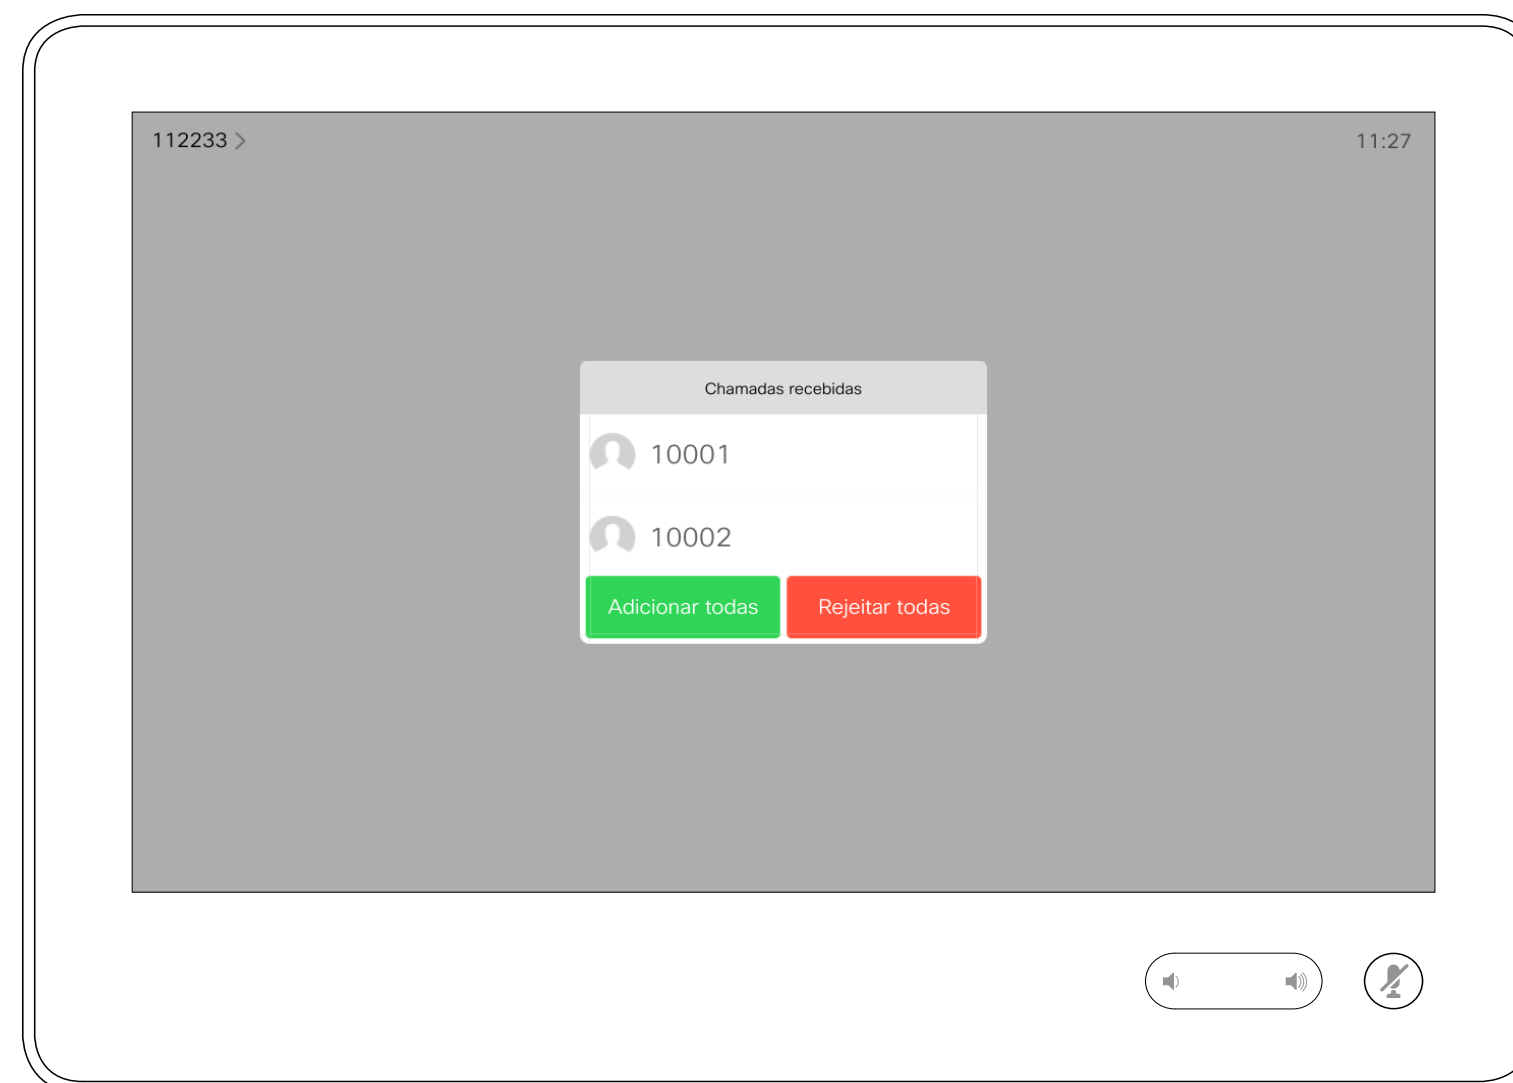 112233
11:27
Chamadas recebidas
10001
10002
Adicionar todas
Rejeitar todas